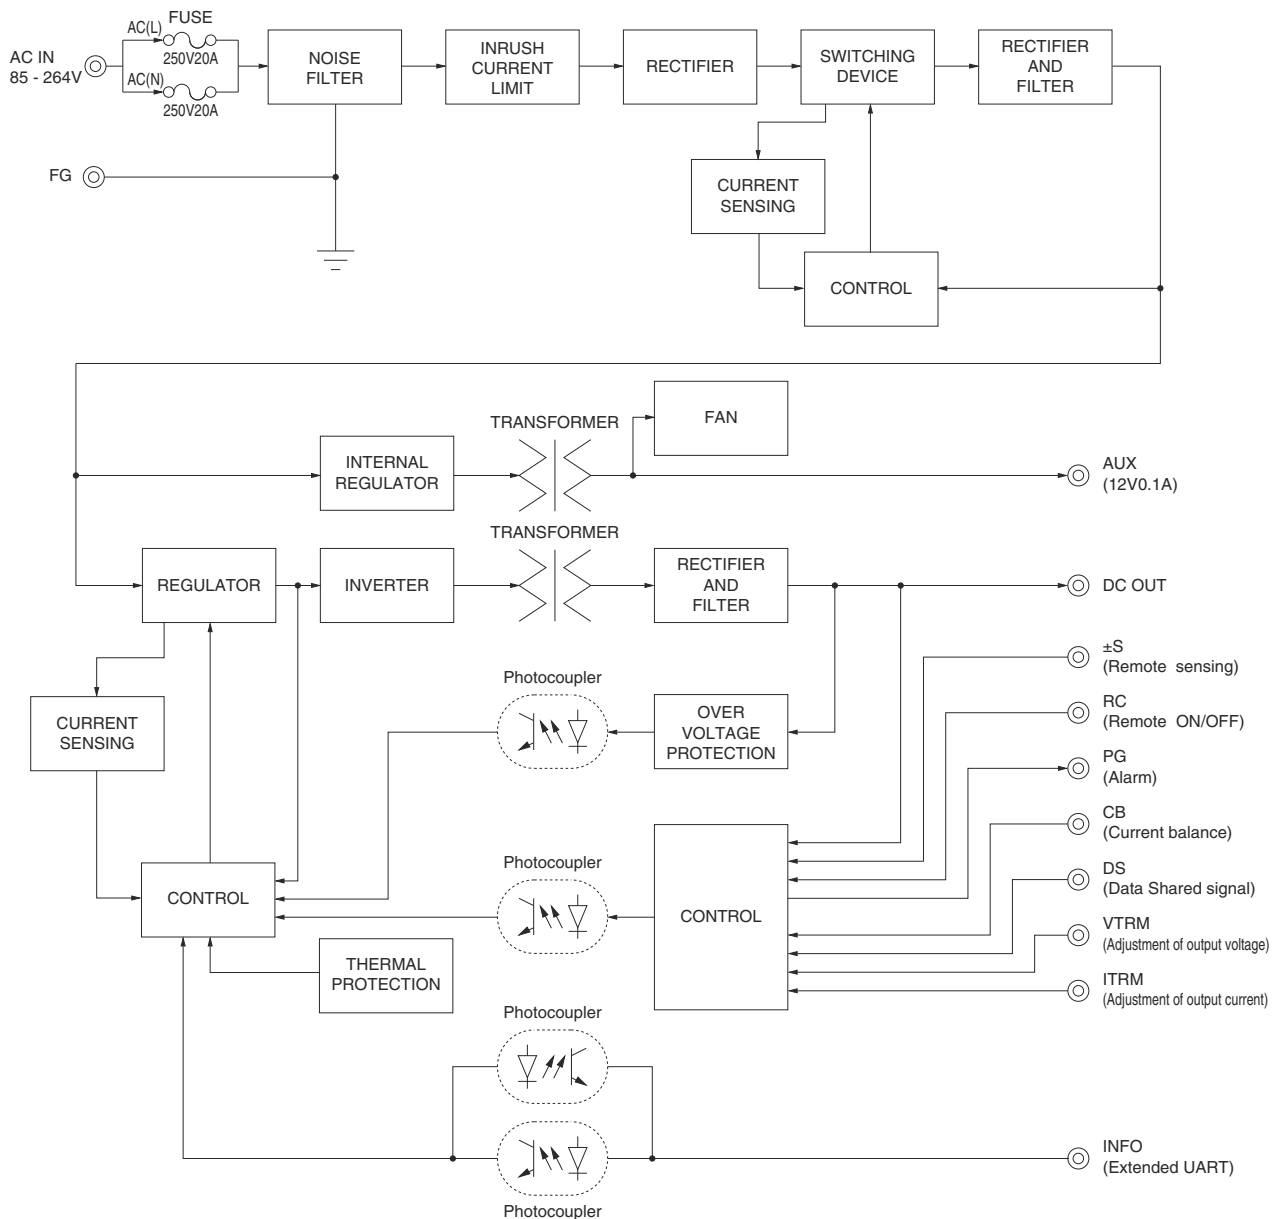 FUSE
AC(L)
250V20A
AC IN
85 - 264V
AC(N)
250V20A
NOISE
FILTER
INRUSH
CURRENT
LIMIT
RECTIFIER
SWITCHING
DEVICE
RECTIFIER
AND
FILTER
FG
CURRENT
SENSING
CONTROL
TRANSFORMER
FAN
INTERNAL
REGULATOR
AUX
(12V0.1A)
TRANSFORMER
REGULATOR
INVERTER
RECTIFIER
AND
FILTER
DC OUT
±S
(Remote sensing)
Photocoupler
CURRENT
SENSING
OVER
VOLTAGE
PROTECTION
RC
(Remote ON/OFF)
PG
(Alarm)
CB
(Current balance)
Photocoupler
CONTROL
CONTROL
DS
(Data Shared signal)
VTRM
(Adjustment of output voltage)
THERMAL
PROTECTION
ITRM
(Adjustment of output current)
Photocoupler
INFO
(Extended UART)
Photocoupler